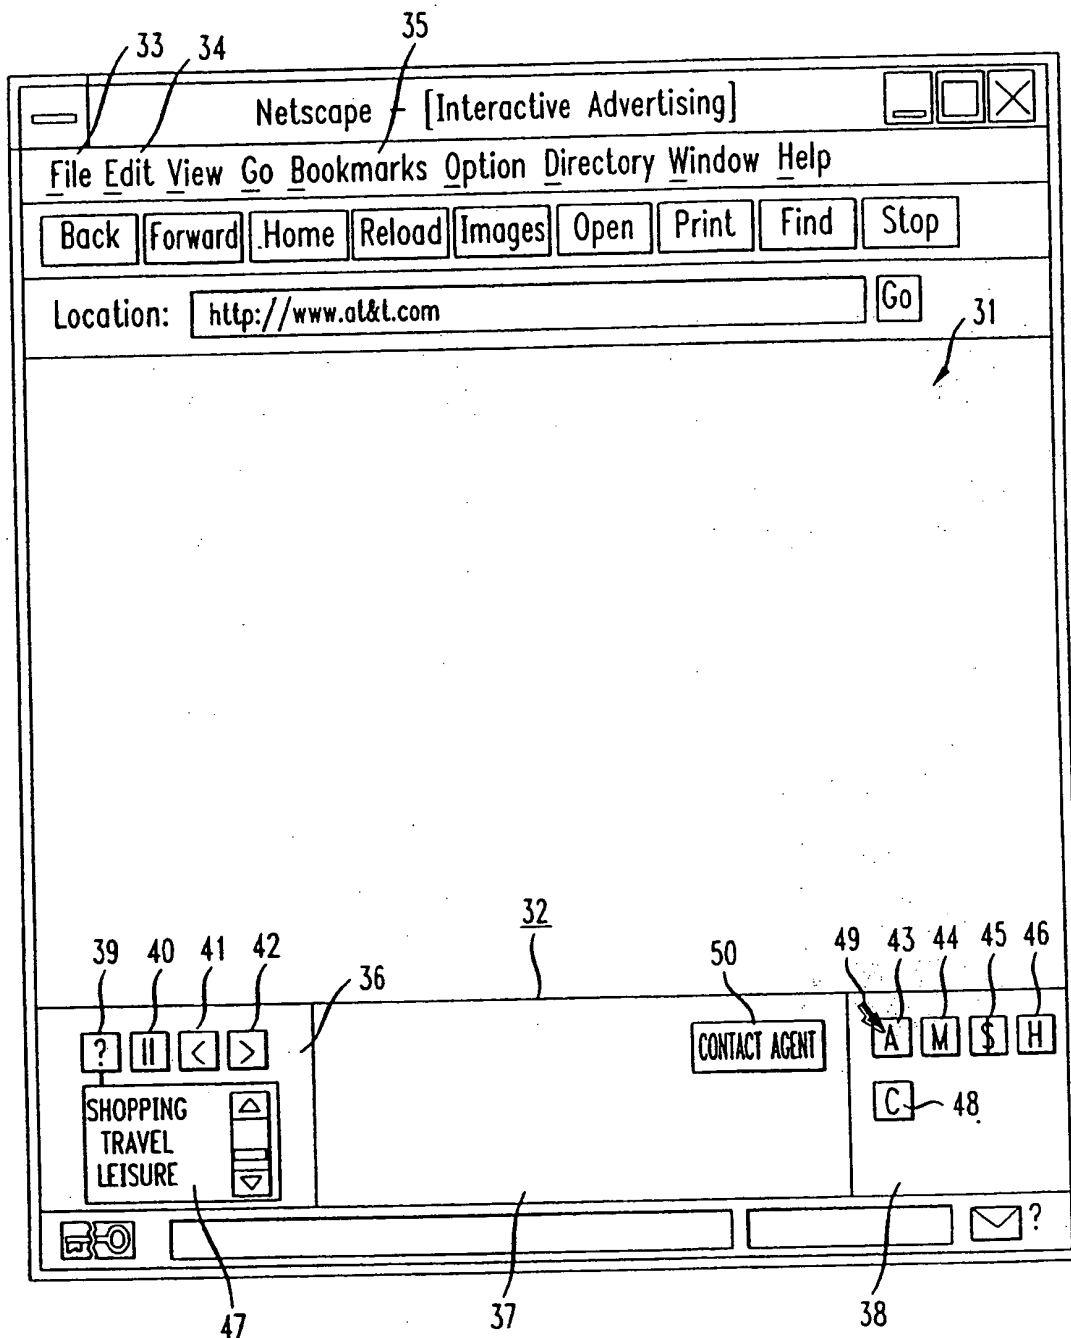 33 34 35
Netscape - [Interactive Advertising]
File Edit View Go Bookmarks Option Directory Window Help
Back Forward Home Reload Images Open Print Find Stop
Location: http://www.at&t.com Go
31
32
39 40 41 42 36 50 49 43 44 45 46
? || < > CONTACT AGENT A M $ H
SHOPPING
TRAVEL
LEISURE
C 48
?
47 37 38